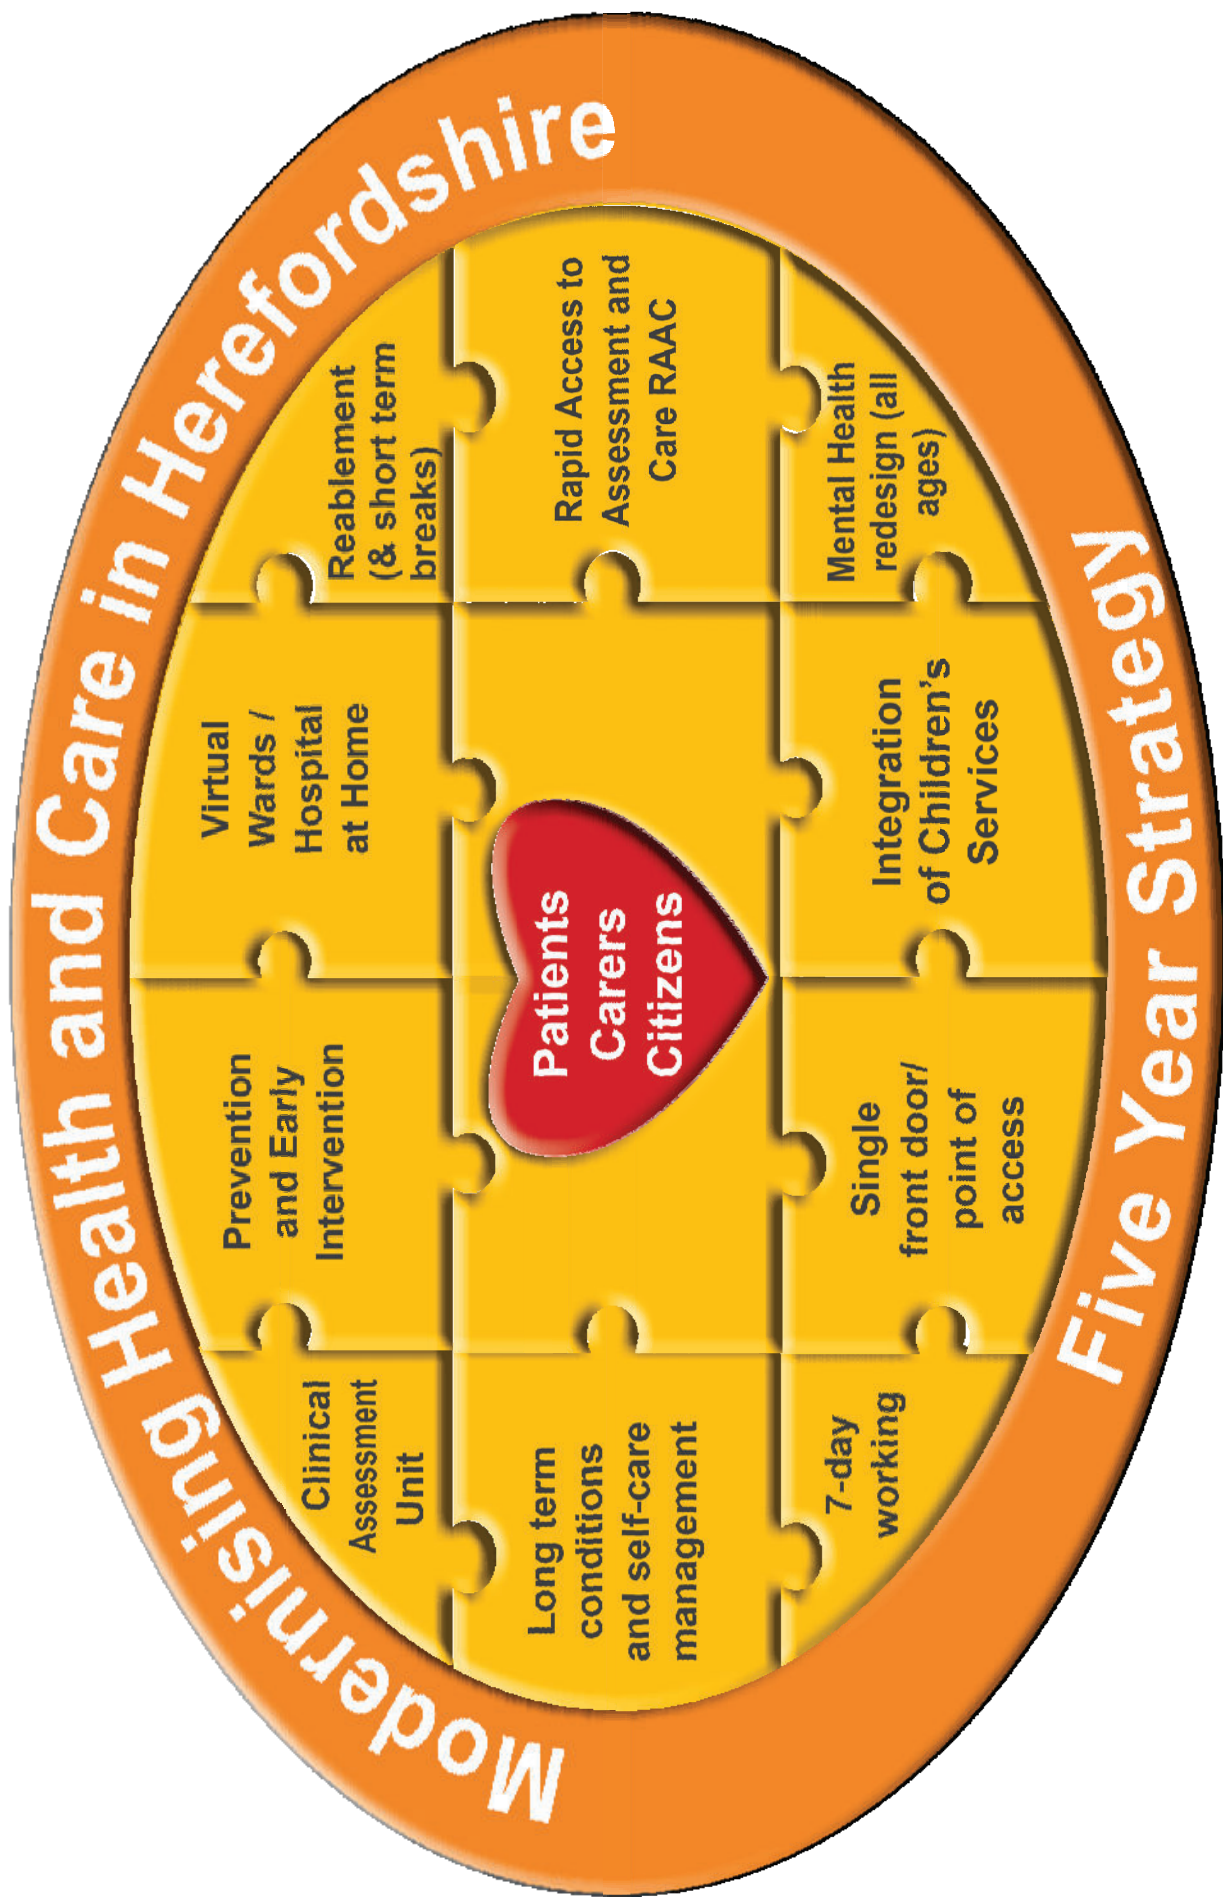 Modernising Health and Care in Herefordshire
Clinical
Assessment
Unit
Prevention
and Early
Intervention
Virtual
Wards /
Hospital
at Home
Reablement
(& short term
breaks)
Long term
conditions
and self-care
management
Patients
Carers
Citizens
Rapid Access to
Assessment and
Care RAAC
7-day
working
Single
front door/
point of
access
Integration
of Children's
Services
Mental Health
redesign (all
ages)
Five Year Strategy